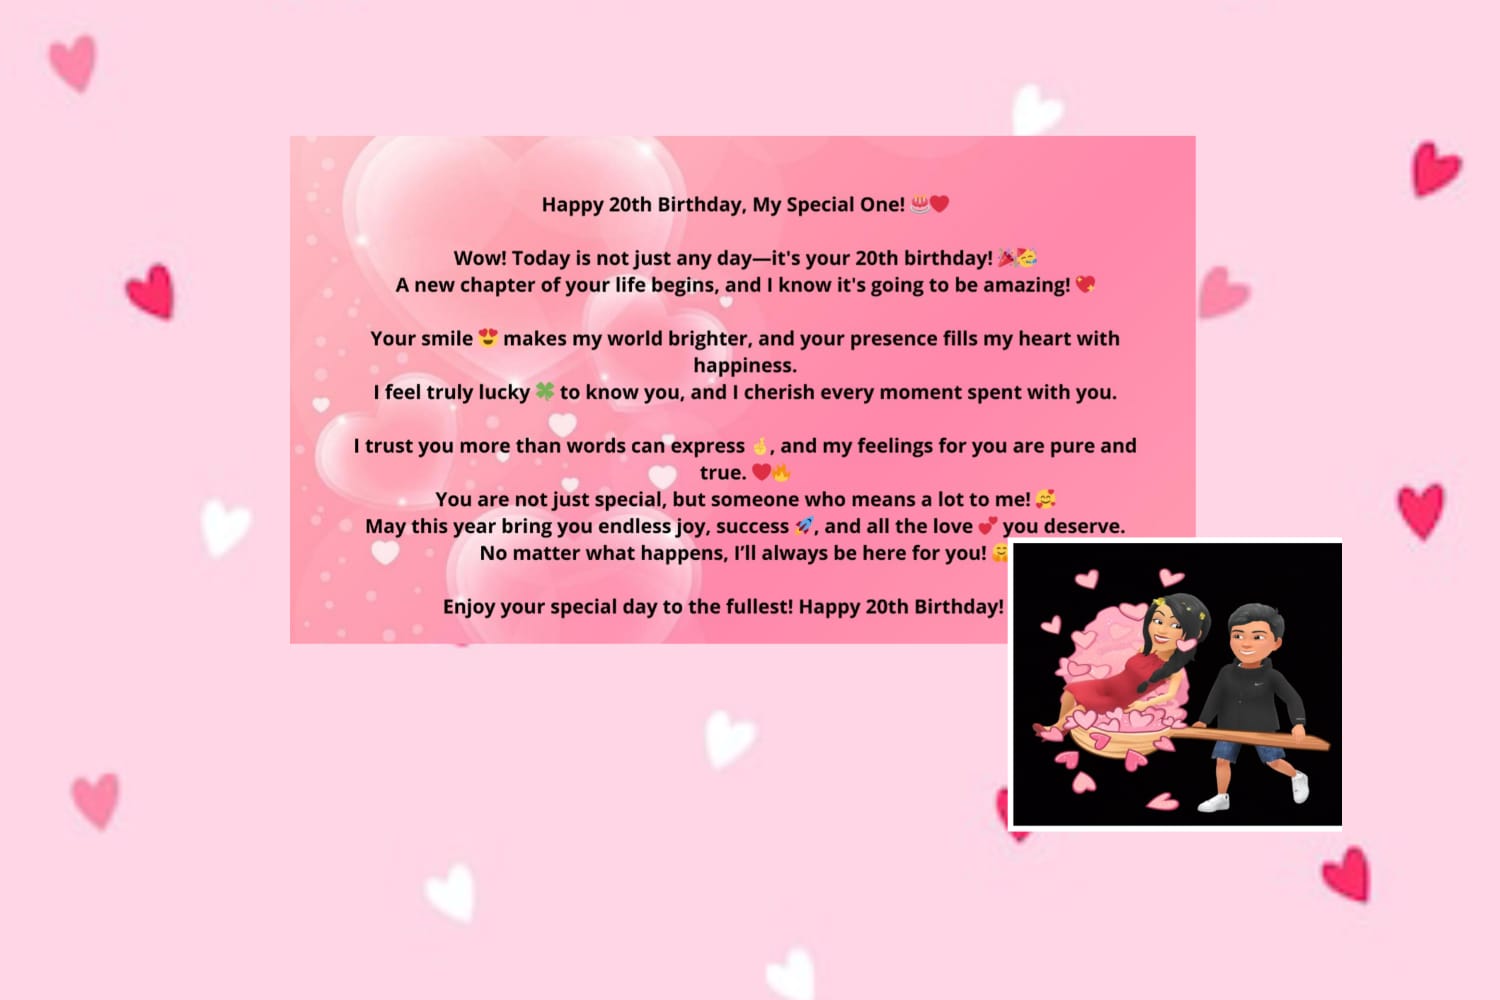 Happy 20th Birthday, My Special One! 🎂❤️
Wow! Today is not just any day—it's your 20th birthday! 🎉🥳
A new chapter of your life begins, and I know it's going to be amazing! 💖
Your smile 😍 makes my world brighter, and your presence fills my heart with
happiness.
I feel truly lucky 🍀 to know you, and I cherish every moment spent with you.
I trust you more than words can express 🤞, and my feelings for you are pure and
true. ❤️🔥
You are not just special, but someone who means a lot to me! 🥰
May this year bring you endless joy, success 🚀, and all the love 💕 you deserve.
No matter what happens, I’ll always be here for you! 🤗
Enjoy your special day to the fullest! Happy 20th Birthday!